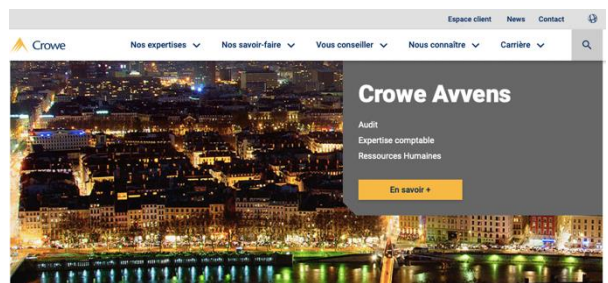 Espace client News Contact
Crowe
Nos expertises Nos savoir-faire Vous conseiller Nous connaître Carrière
Crowe Avvens
Audit
Expertise comptable
Ressources Humaines
En savoir +